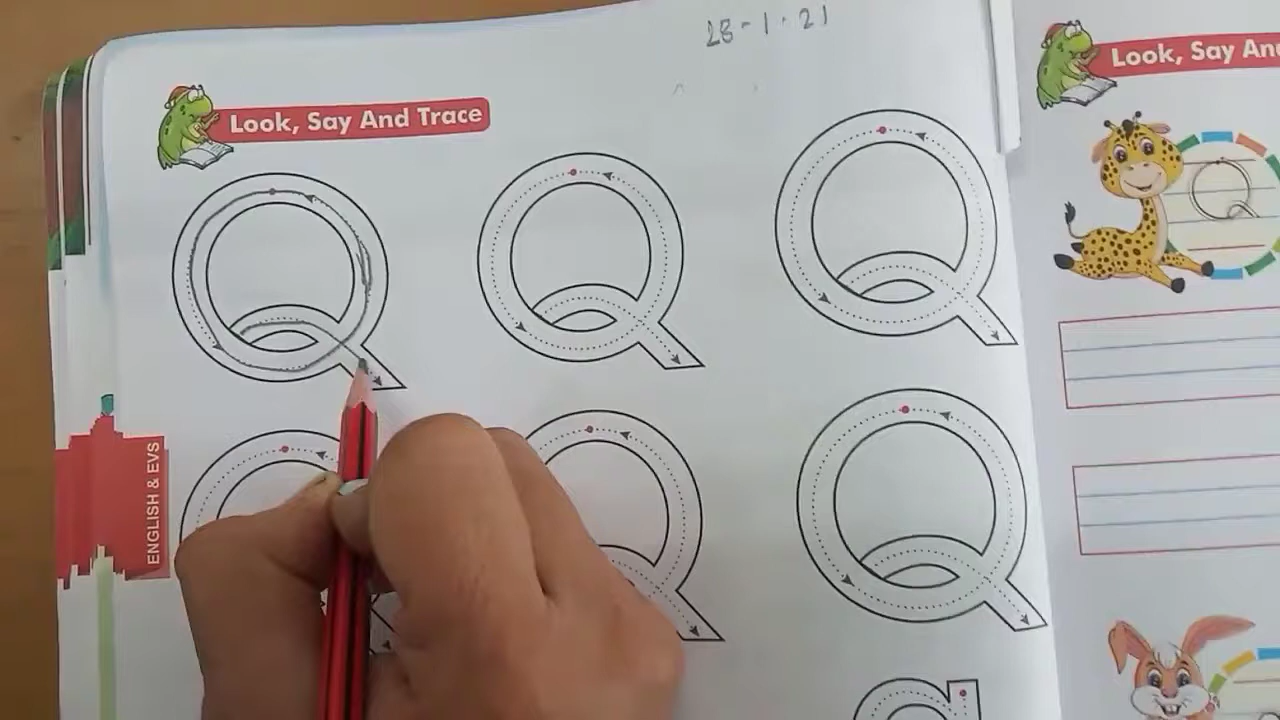 28-1-21
Look, Say And Trace
Q Q Q
Q Q Q
q
ENGLISH & EVS
Look, Say An
Q